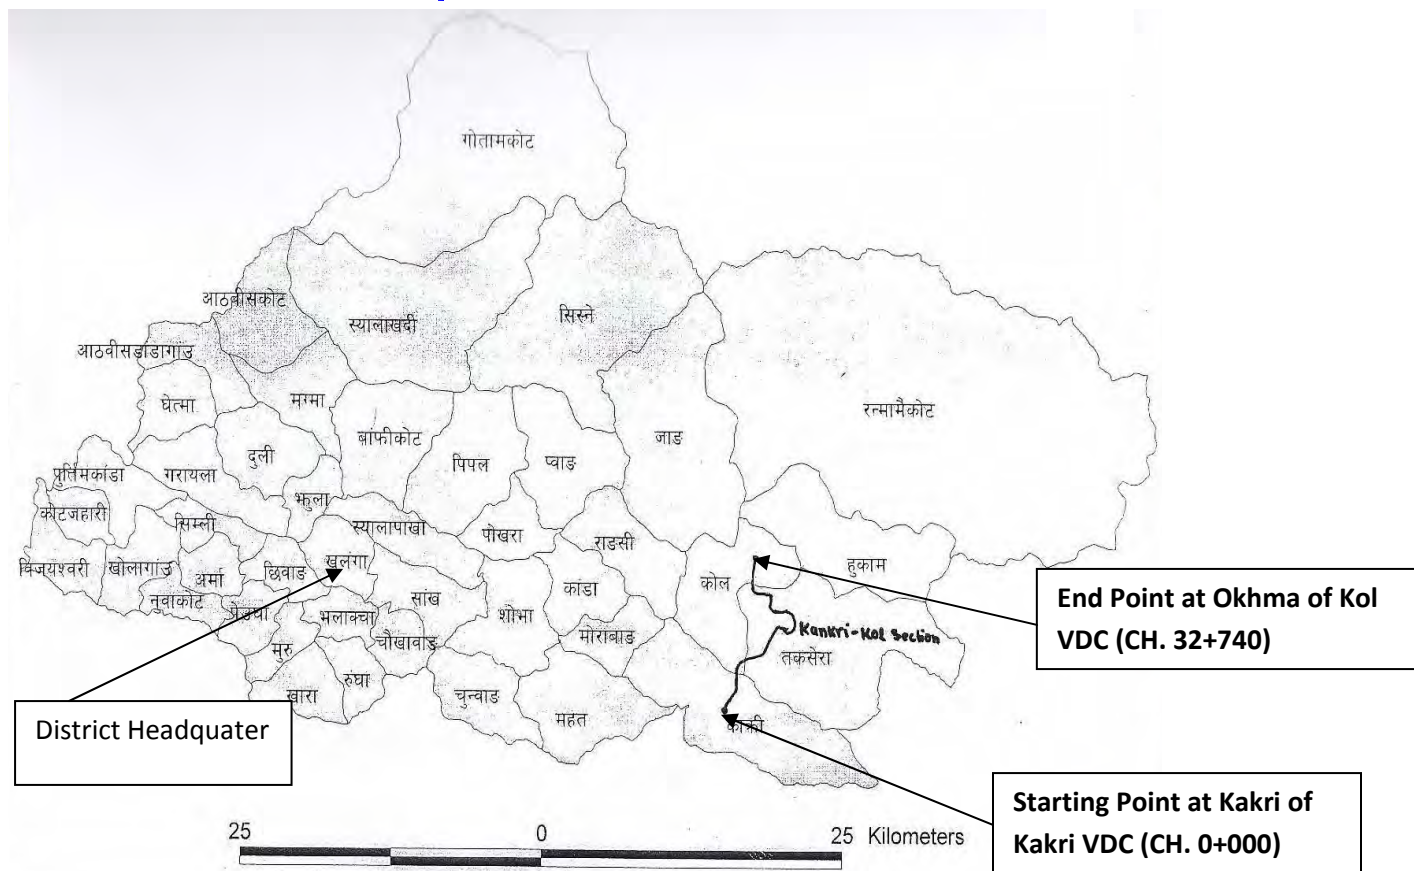 गोतामकोट
आठबीसकोट
स्यालाखदी
सिस्ने
आठवीसडांडागाउ
घेत्मा
मग्मा
रन्मामैकोट
बांफीकोट
जाङ
दुली
पिपल
प्वाङ
पुर्तिमकांडा
गरायला
झुला
कोटजहारी
सिम्ली
स्यालापाखा
पोखरा
राङसी
खलंगा
विजयश्वरी
खोलागांउ
अर्मा
छिवाङ
कोल
हुकाम
नुवाकोट
सांख
कांडा
भलाक्चा
शोभा
मोराबाङ
चौखावाङ
Kankri-Kol Section
तकसेरा
मुरु
रुंघा
खारा
चुन्वाङ
महत
कांक्री
End Point at Okhma of Kol
VDC (CH. 32+740)
District Headquater
Starting Point at Kakri of
Kakri VDC (CH. 0+000)
25 0 25 Kilometers